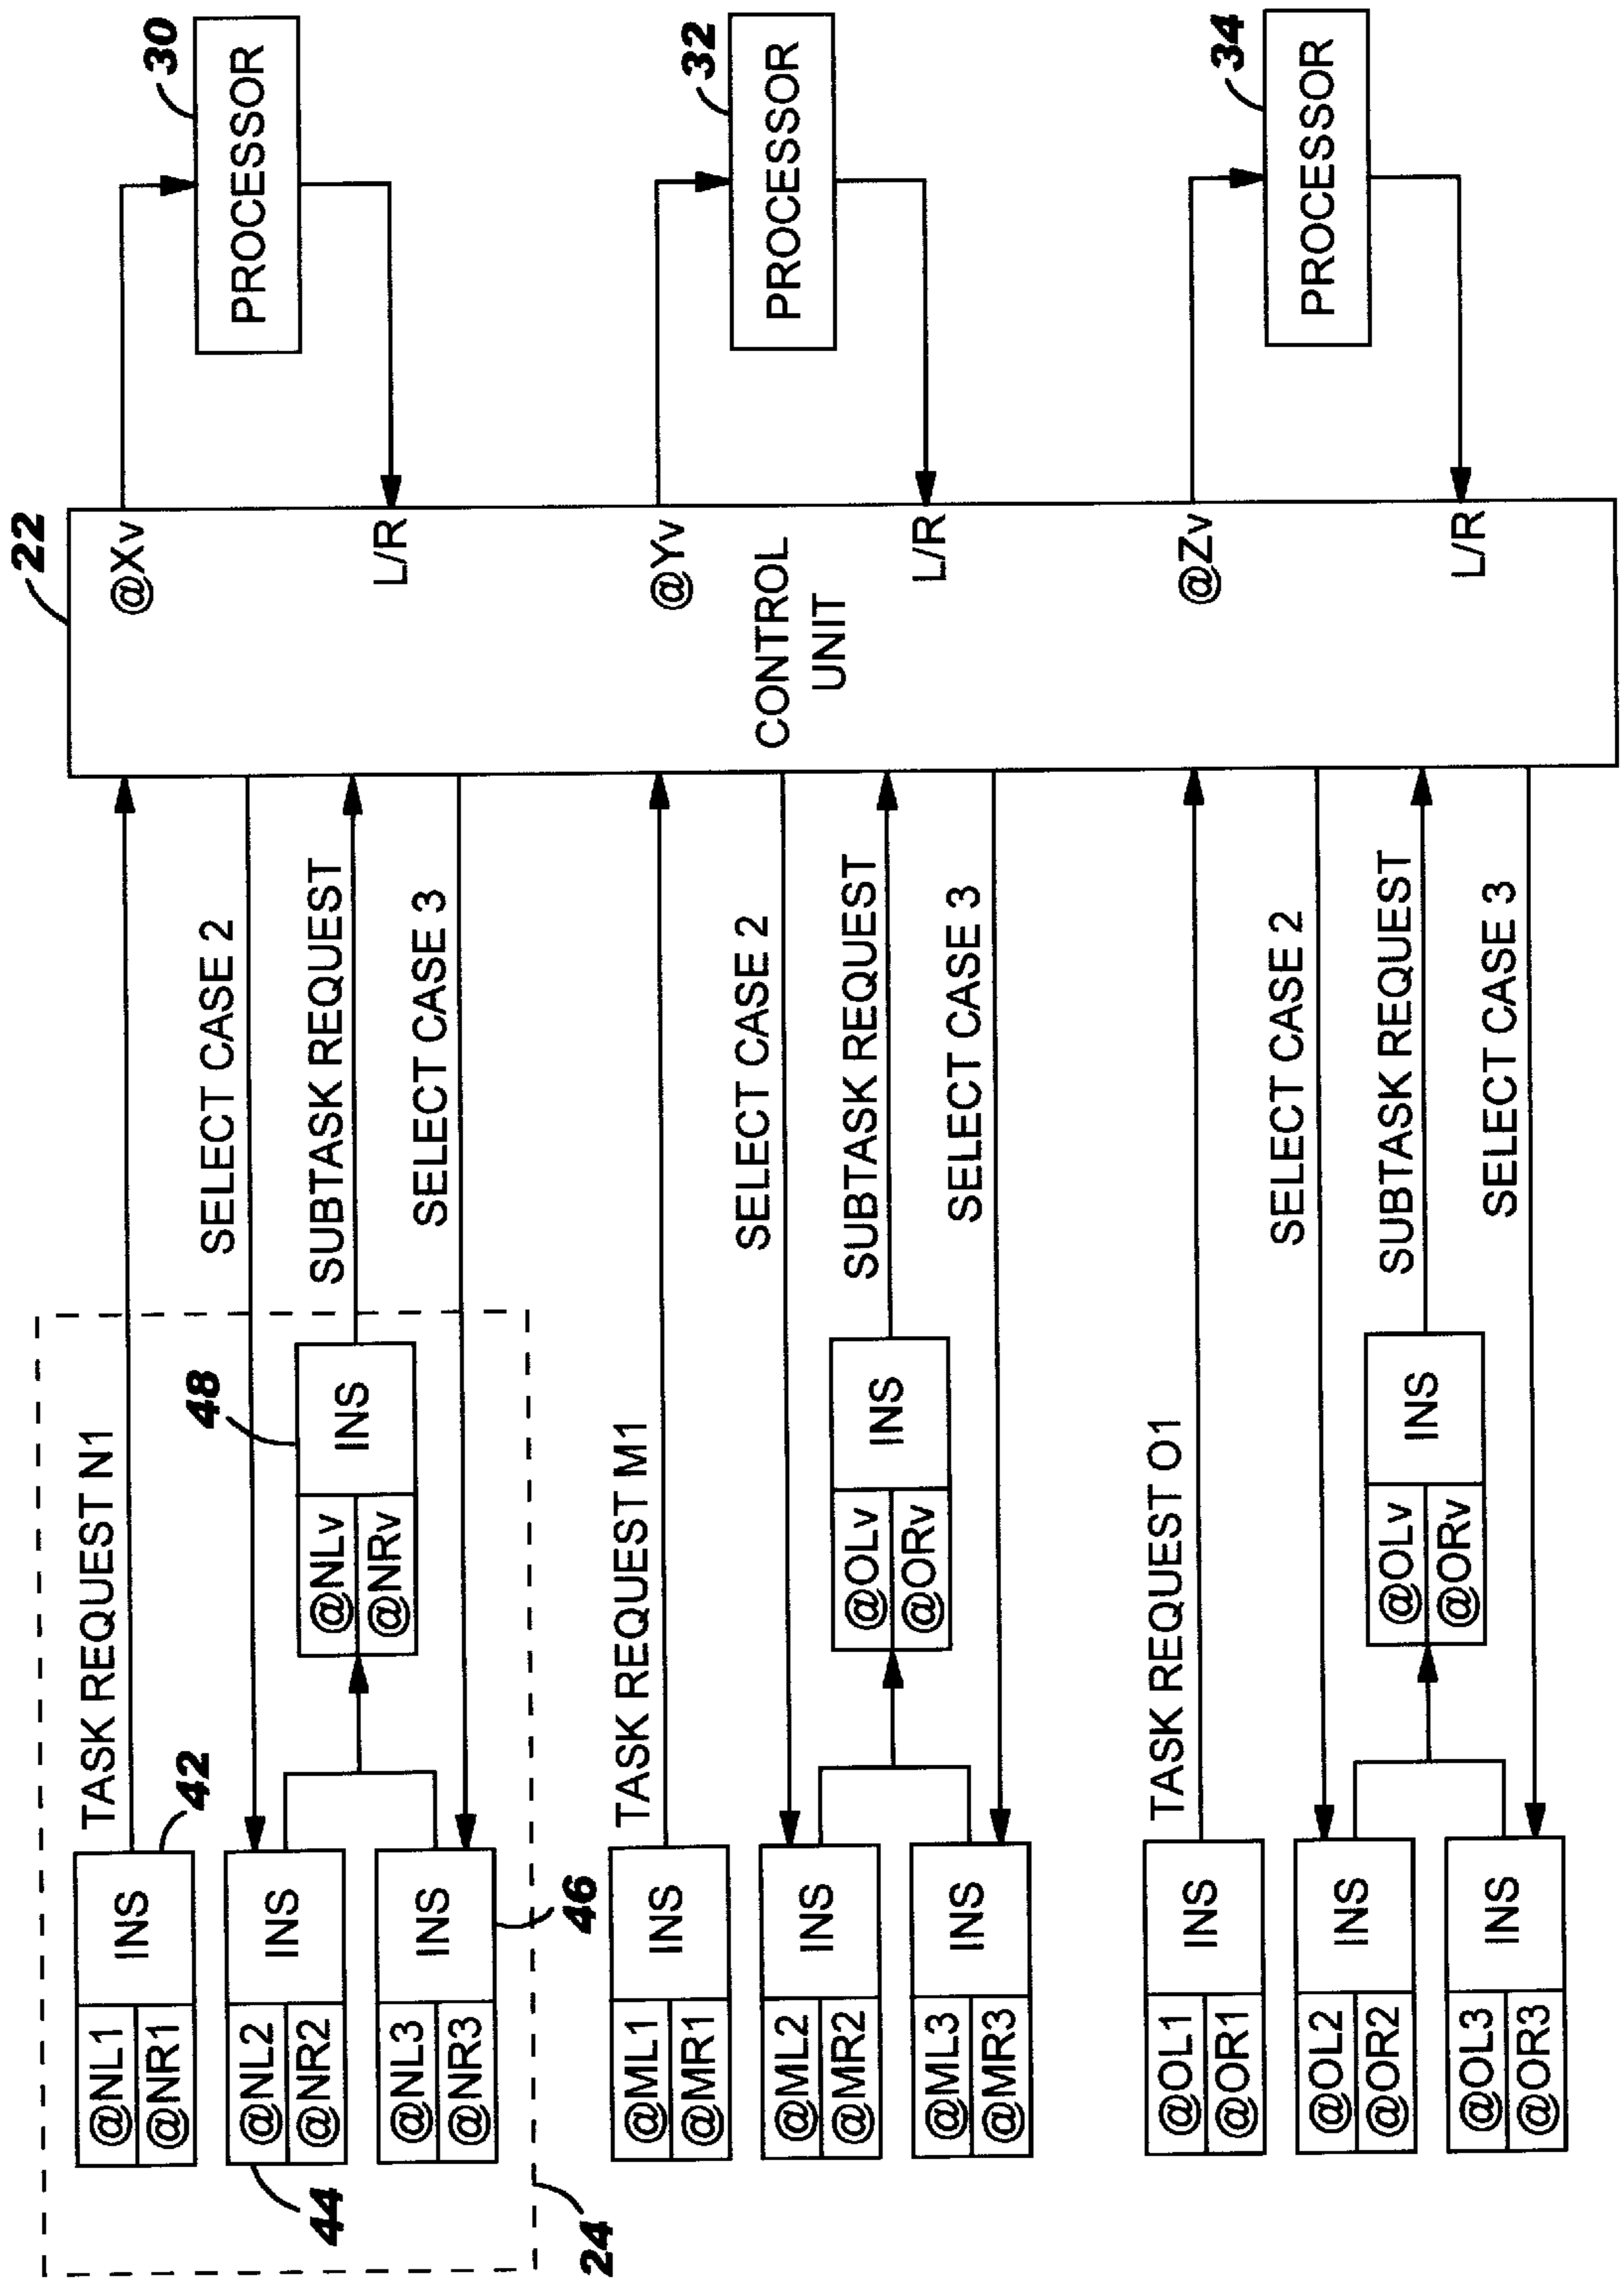 24
44
@NL1
@NR1
INS
42
TASK REQUEST N1
@NL2
@NR2
INS
SELECT CASE 2
@NL3
@NR3
INS
46
@NLv
@NRv
INS
48
SUBTASK REQUEST
SELECT CASE 3
@ML1
@MR1
INS
TASK REQUEST M1
@ML2
@MR2
INS
SELECT CASE 2
@ML3
@MR3
INS
@OLv
@ORv
INS
SUBTASK REQUEST
SELECT CASE 3
@OL1
@OR1
INS
TASK REQUEST O1
@OL2
@OR2
INS
SELECT CASE 2
@OL3
@OR3
INS
@OLv
@ORv
INS
SUBTASK REQUEST
SELECT CASE 3
22
CONTROL
UNIT
@Xv
L/R
@Yv
L/R
@Zv
L/R
30
PROCESSOR
32
PROCESSOR
34
PROCESSOR